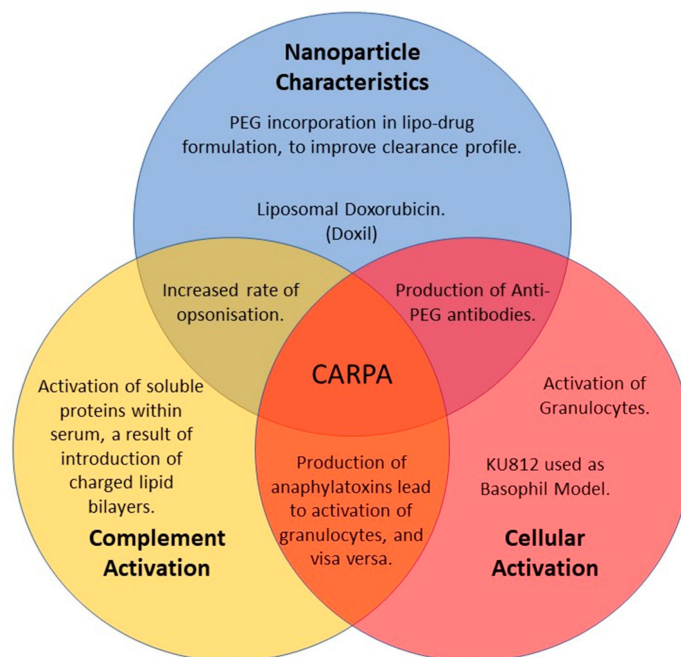 Nanoparticle
Characteristics
PEG incorporation in lipo-drug
formulation, to improve clearance profile.
Liposomal Doxorubicin.
(Doxil)
Increased rate of
opsonisation.
Production of Anti-
PEG antibodies.
CARPA
Activation of soluble
proteins within
serum, a result of
introduction of
charged lipid
bilayers.
Complement
Activation
Production of
anaphylatoxins lead
to activation of
granulocytes, and
visa versa.
Activation of
Granulocytes.
KU812 used as
Basophil Model.
Cellular
Activation